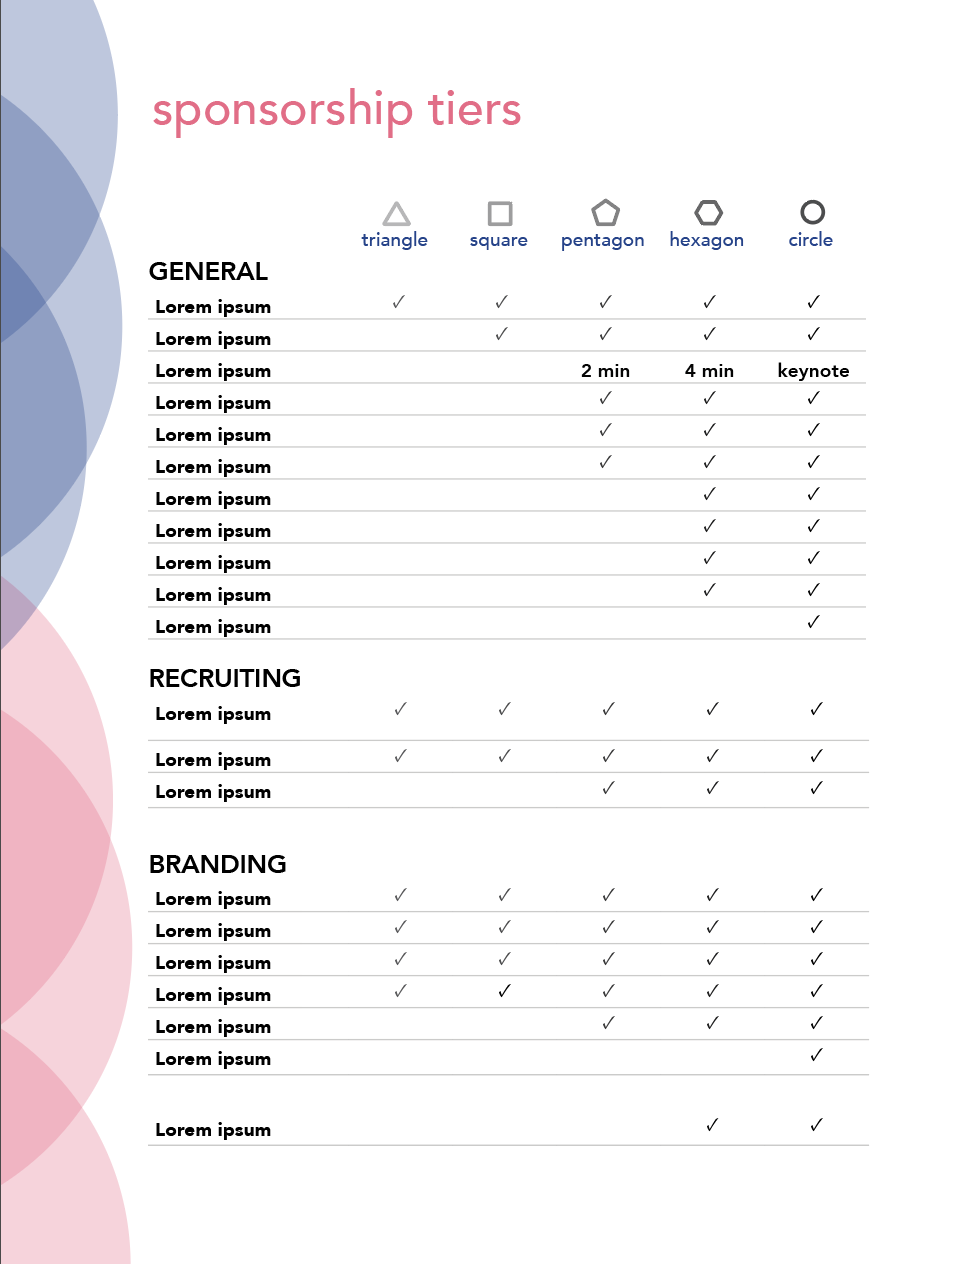 sponsorship tiers
triangle square pentagon hexagon circle
GENERAL
Lorem ipsum ✓ ✓ ✓ ✓ ✓
Lorem ipsum ✓ ✓ ✓ ✓
Lorem ipsum 2 min 4 min keynote
Lorem ipsum ✓ ✓ ✓
Lorem ipsum ✓ ✓ ✓
Lorem ipsum ✓ ✓ ✓
Lorem ipsum ✓ ✓
Lorem ipsum ✓ ✓
Lorem ipsum ✓ ✓
Lorem ipsum ✓ ✓
Lorem ipsum ✓
RECRUITING
Lorem ipsum ✓ ✓ ✓ ✓ ✓
Lorem ipsum ✓ ✓ ✓ ✓ ✓
Lorem ipsum ✓ ✓ ✓
BRANDING
Lorem ipsum ✓ ✓ ✓ ✓ ✓
Lorem ipsum ✓ ✓ ✓ ✓ ✓
Lorem ipsum ✓ ✓ ✓ ✓ ✓
Lorem ipsum ✓ ✓ ✓ ✓ ✓
Lorem ipsum ✓ ✓ ✓
Lorem ipsum ✓
Lorem ipsum ✓ ✓